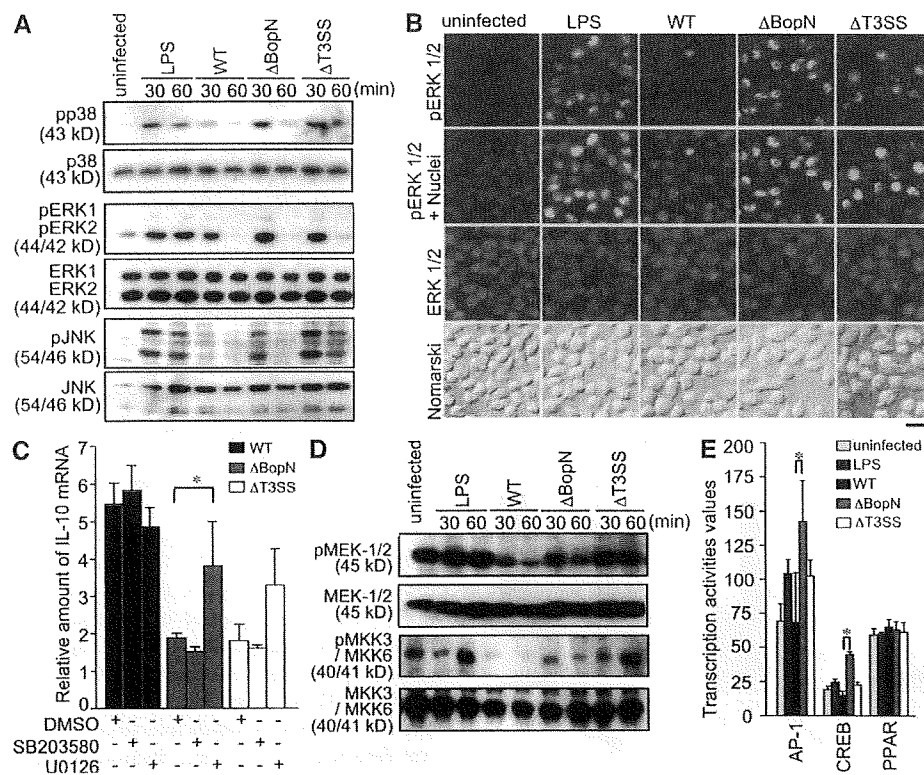 A
uninfected
LPS WT ΔBopN ΔT3SS
30 60 30 60 30 60 30 60 (min)
pp38
(43 kD)
p38
(43 kD)
pERK1
pERK2
(44/42 kD)
ERK1
ERK2
(44/42 kD)
pJNK
(54/46 kD)
JNK
(54/46 kD)
B
uninfected LPS WT ΔBopN ΔT3SS
pERK 1/2
pERK 1/2
+ Nuclei
ERK 1/2
Nomarski
C
Relative amount of IL-10 mRNA
7
6
5
4
3
2
1
0
WT
ΔBopN
ΔT3SS
*
DMSO + - - + - - + - -
SB203580 - + - - + - - + -
U0126 - - + - - + - - +
D
uninfected
LPS WT ΔBopN ΔT3SS
30 60 30 60 30 60 30 60 (min)
pMEK-1/2
(45 kD)
MEK-1/2
(45 kD)
pMKK3
/ MKK6
(40/41 kD)
MKK3
/ MKK6
(40/41 kD)
E
Transcription activities values
200
175
150
125
100
75
50
25
0
uninfected
LPS
WT
ΔBopN
ΔT3SS
*
*
AP-1
CREB
PPAR